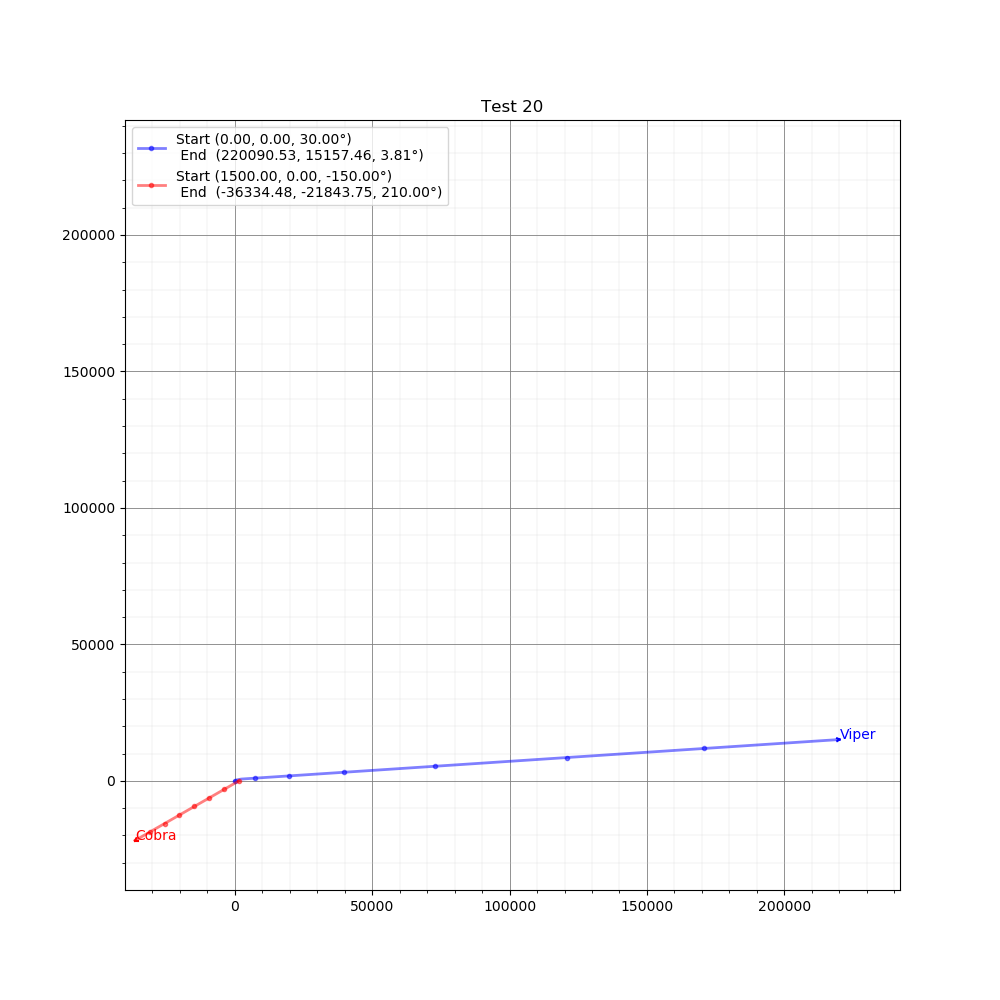 Test 20
Start (0.00, 0.00, 30.00°)
End  (220090.53, 15157.46, 3.81°)
Start (1500.00, 0.00, -150.00°)
End  (-36334.48, -21843.75, 210.00°)
200000
150000
100000
50000
0
Viper
Cobra
0 50000 100000 150000 200000